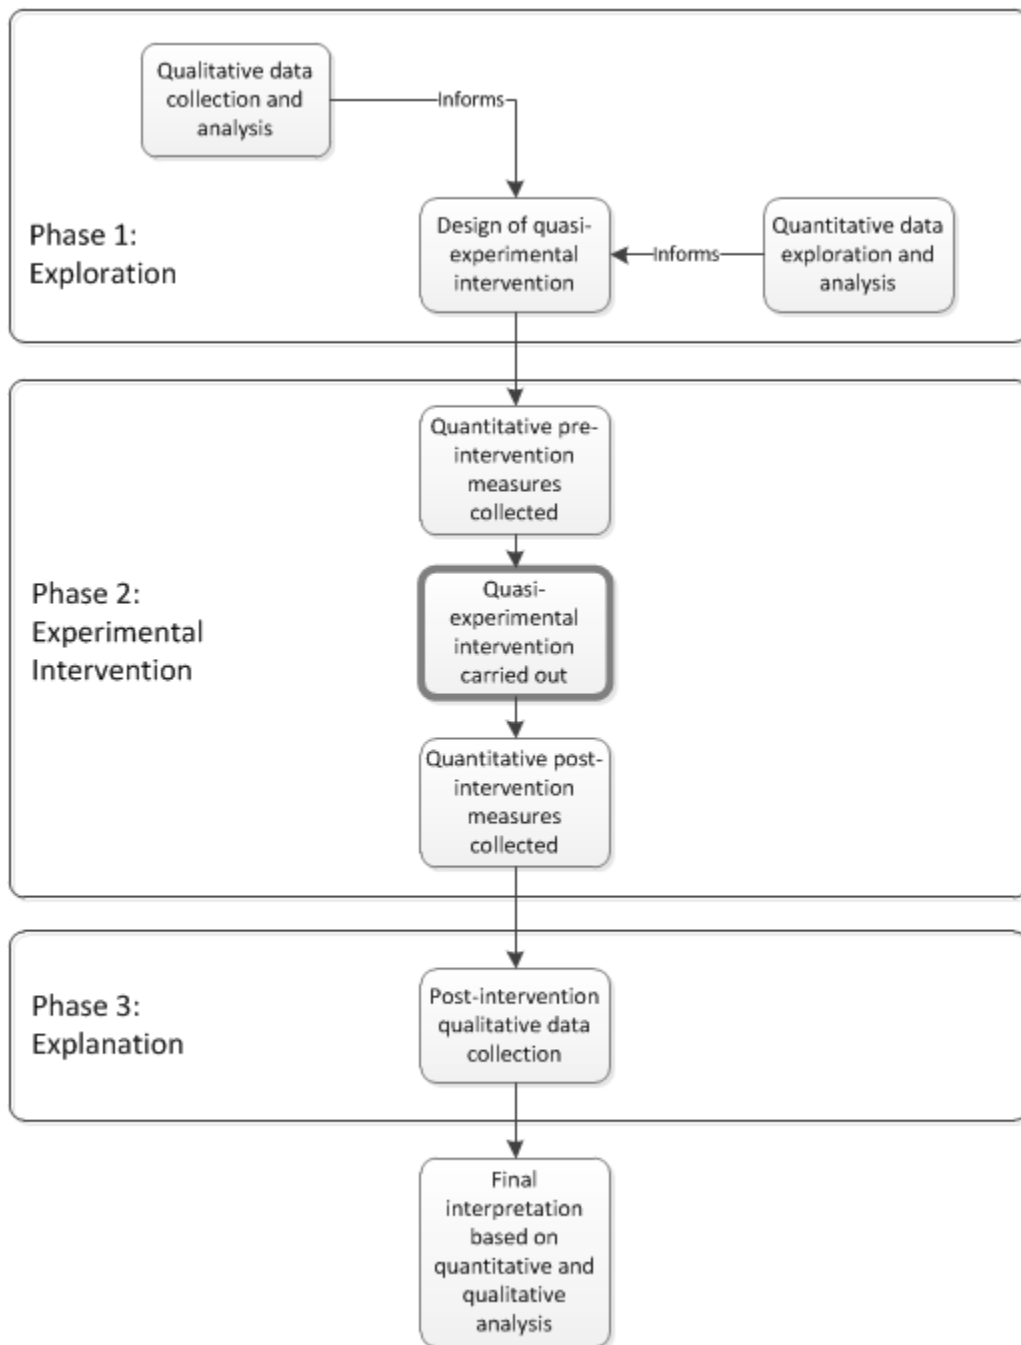 Qualitative data
collection and
analysis
Informs
Phase 1:
Exploration
Design of quasi-
experimental
intervention
Informs
Quantitative data
exploration and
analysis
Quantitative pre-
intervention
measures
collected
Phase 2:
Experimental
Intervention
Quasi-
experimental
intervention
carried out
Quantitative post-
intervention
measures
collected
Phase 3:
Explanation
Post-intervention
qualitative data
collection
Final
interpretation
based on
quantitative and
qualitative
analysis